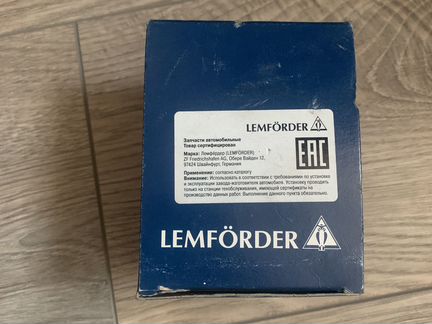 LEMFÖRDER
Запчасти автомобильные
Товар сертифицирован
Марка: Лемфёрдер (LEMFÖRDER)
ZF Friedrichshafen AG, Обере Вайден 12,
97424 Швайнфурт, Германия
EAC
Применение: согласно каталогу
Внимание: Использовать в соответствии с требованиями по установке
и эксплуатации завода-изготовителя автомобиля. Установку проводить
только на станции техобслуживания, имеющей сертификаты на
производство данных работ. Выполнение данного пункта обязательно.
LEMFÖRDER